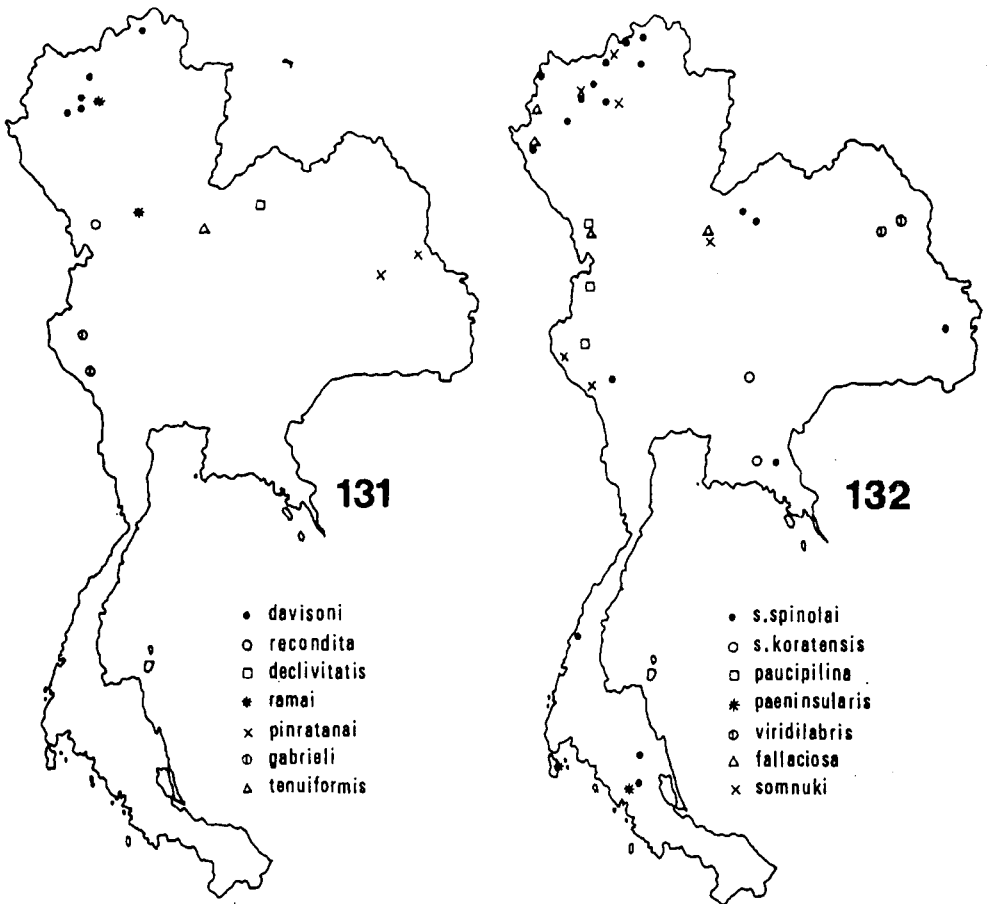 131
davisoni
recondita
declivitatis
ramai
pinratanai
gabrieli
tenuiformis
132
s.spinolai
s.koratensis
paucipilina
paeninsularis
viridilabris
fallaciosa
somnuki